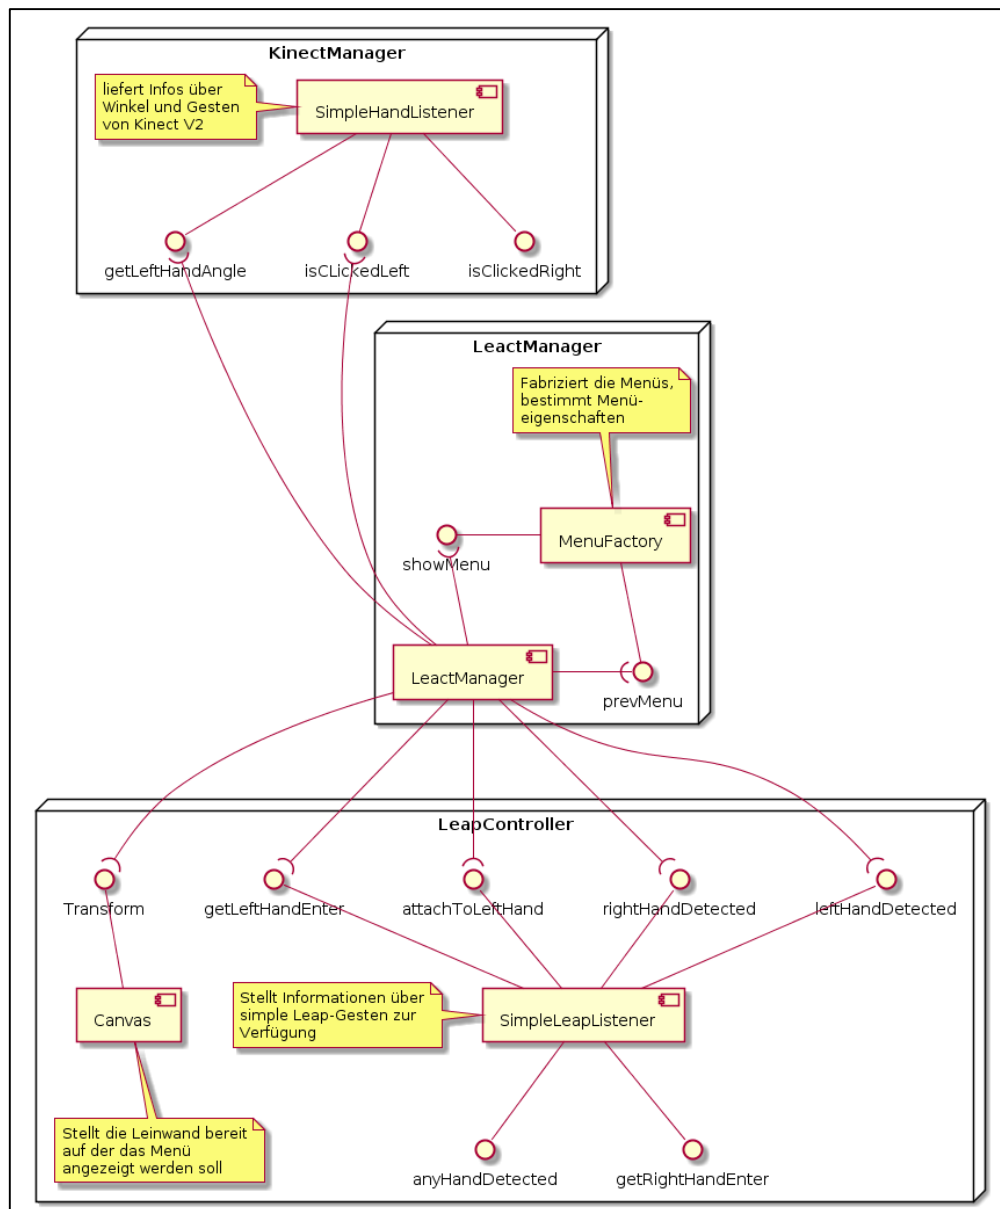 KinectManager
liefert Infos über
Winkel und Gesten
von Kinect V2
SimpleHandListener
getLeftHandAngle
isCLickedLeft
isClickedRight
LeactManager
Fabriziert die Menüs,
bestimmt Menü-
eigenschaften
MenuFactory
showMenu
LeactManager
prevMenu
LeapController
Transform
getLeftHandEnter
attachToLeftHand
rightHandDetected
leftHandDetected
Canvas
Stellt Informationen über
simple Leap-Gesten zur
Verfügung
SimpleLeapListener
Stellt die Leinwand bereit
auf der das Menü
angezeigt werden soll
anyHandDetected
getRightHandEnter